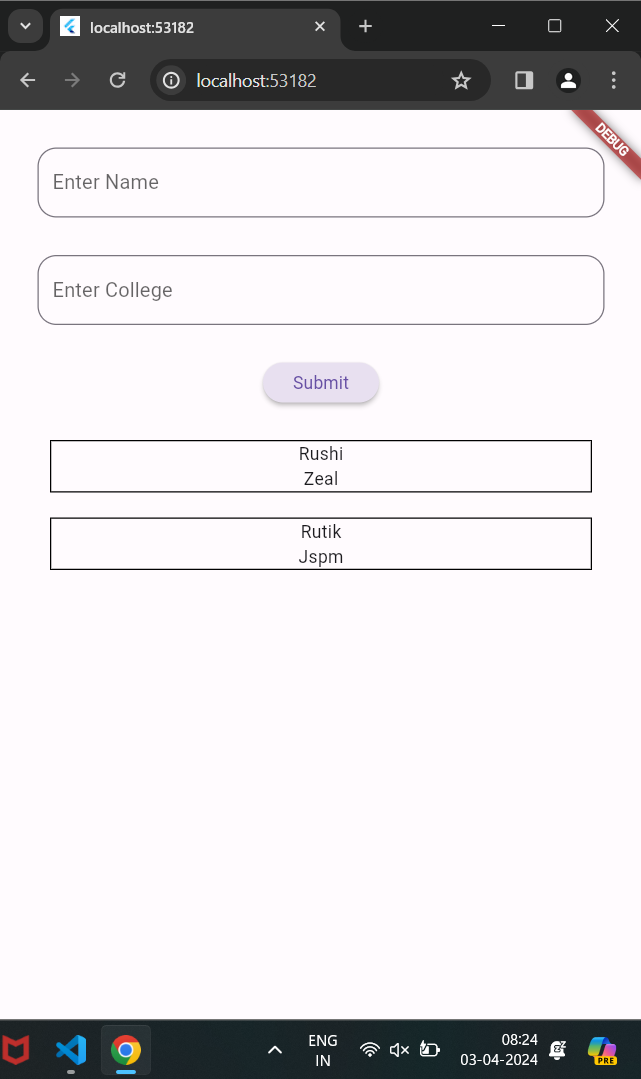 localhost:53182
localhost:53182
DEBUG
Enter Name
Enter College
Submit
Rushi
Zeal
Rutik
Jspm
ENG
IN
08:24
03-04-2024
PRE